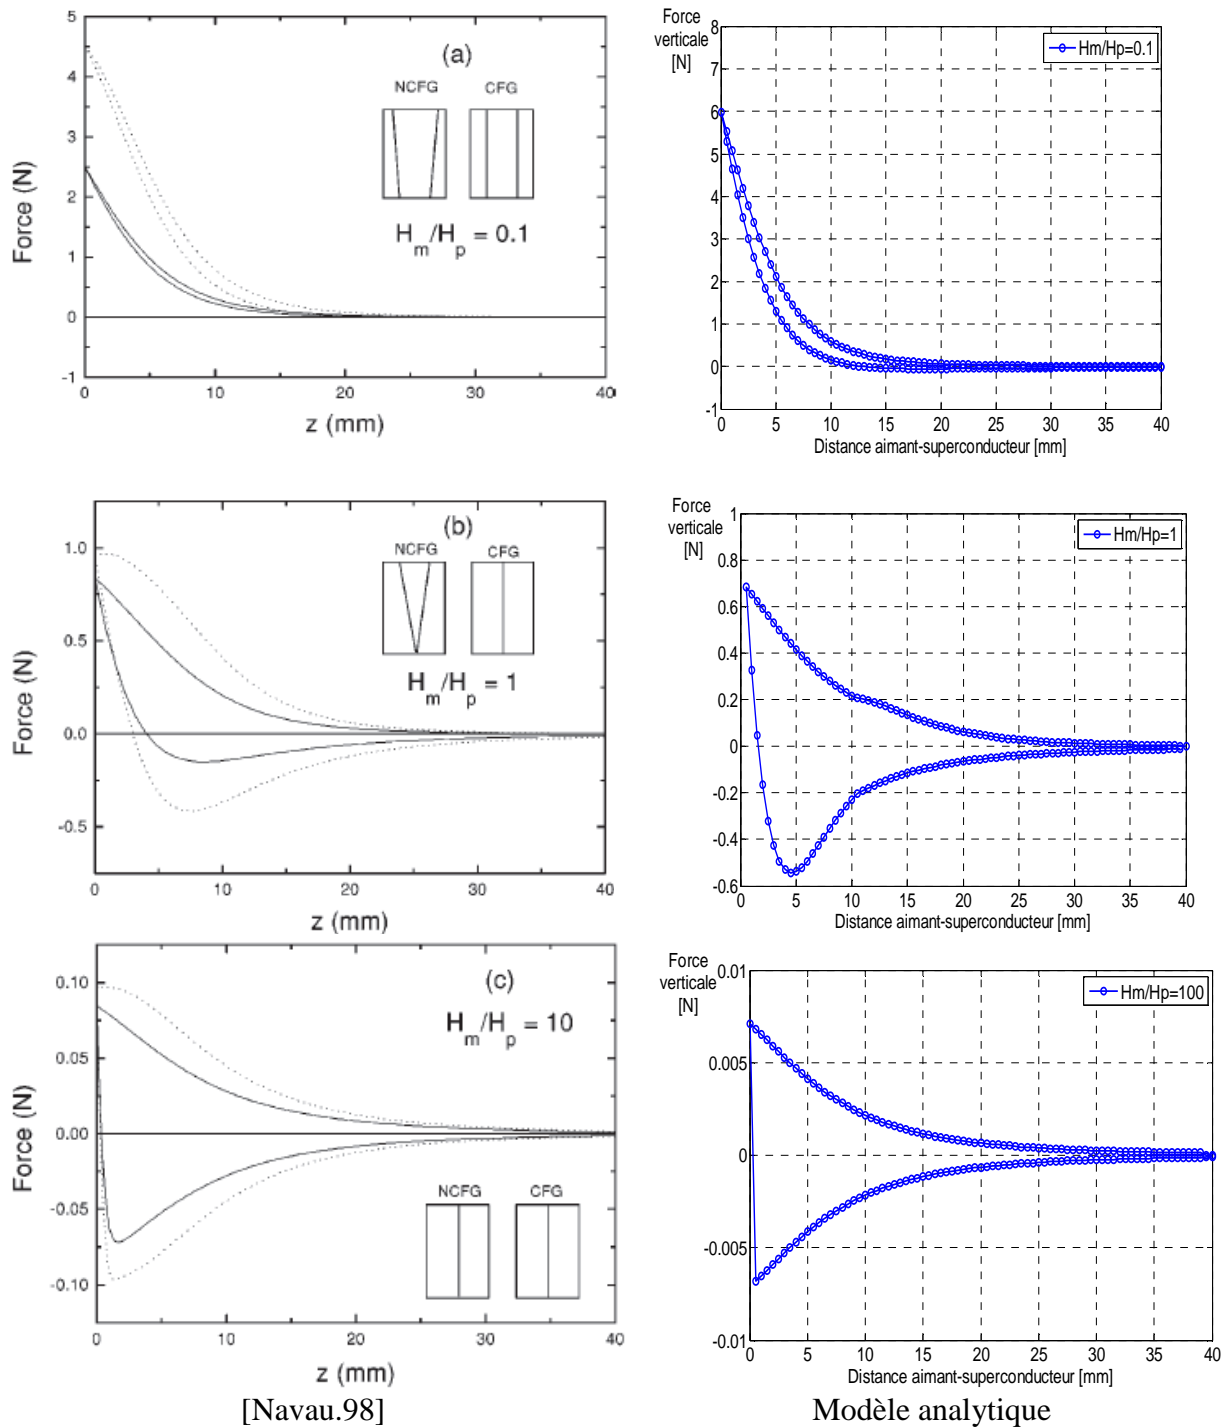 (a)
NCFG CFG
Hm/Hp = 0.1
Force (N)
5
4
3
2
1
0
-1
0 10 20 30 40
z (mm)
Force
verticale
[N]
Hm/Hp=0.1
8
7
6
5
4
3
2
1
0
-1
0 5 10 15 20 25 30 35 40
Distance aimant-superconducteur [mm]
(b)
NCFG CFG
Hm/Hp = 1
Force (N)
1.0
0.5
0.0
-0.5
0 10 20 30 40
z (mm)
Force
verticale
[N]
Hm/Hp=1
1
0.8
0.6
0.4
0.2
0
-0.2
-0.4
-0.6
0 5 10 15 20 25 30 35 40
Distance aimant-superconducteur [mm]
(c)
Hm/Hp = 10
NCFG CFG
Force (N)
0.10
0.05
0.00
-0.05
-0.10
0 10 20 30 40
z (mm)
Force
verticale
[N]
Hm/Hp=100
0.01
0.005
0
-0.005
-0.01
0 5 10 15 20 25 30 35 40
Distance aimant-superconducteur [mm]
[Navau.98]
Modèle analytique